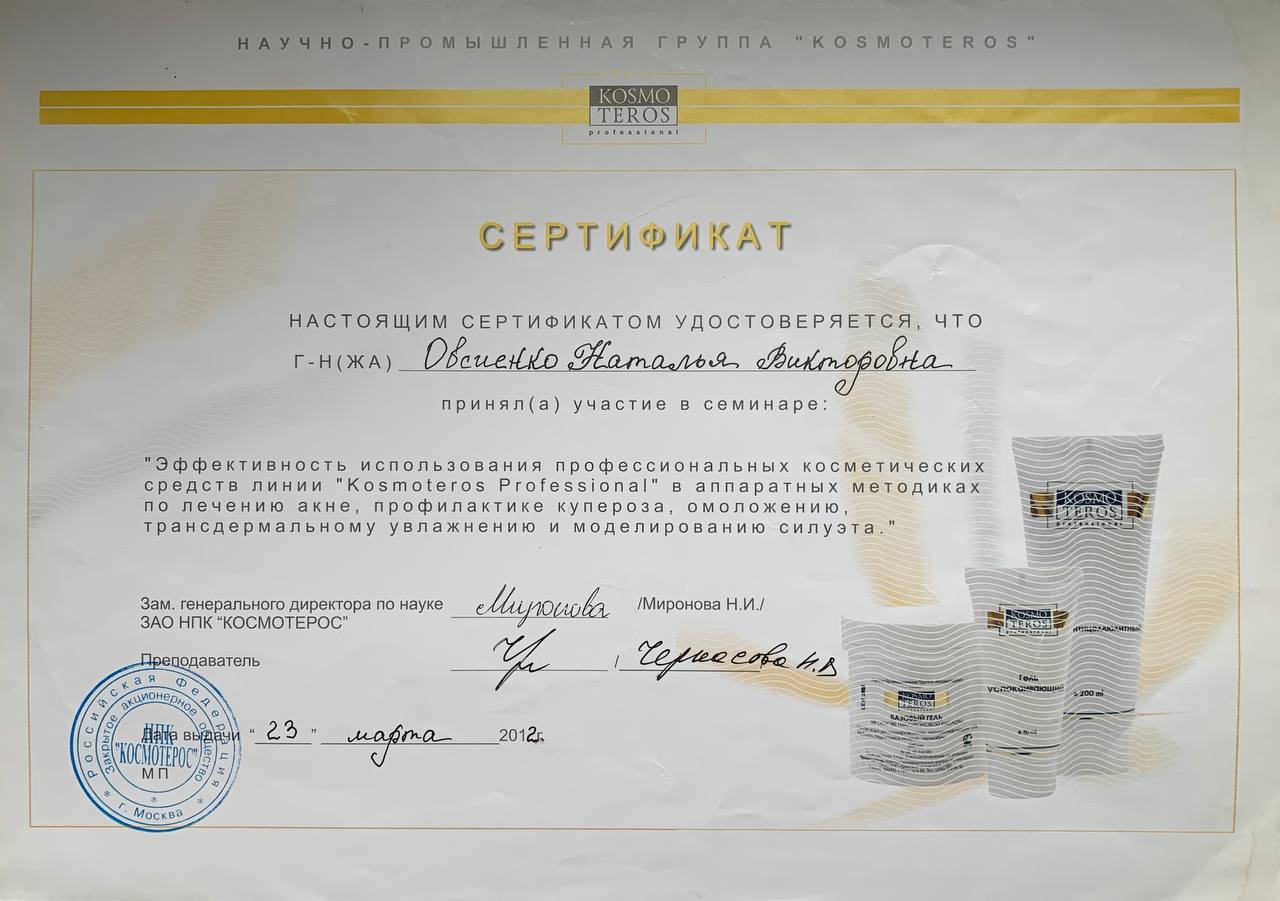 НАУЧНО-ПРОМЫШЛЕННАЯ ГРУППА "KOSMOTEROS"
KOSMO
TEROS
professional
СЕРТИФИКАТ
НАСТОЯЩИМ СЕРТИФИКАТОМ УДОСТОВЕРЯЕТСЯ, ЧТО
Г-Н(ЖА) Овсиенко Наталья Викторовна
принял(а) участие в семинаре:
"Эффективность использования профессиональных косметических
средств линии "Kosmoteros Professional" в аппаратных методиках
по лечению акне, профилактике купероза, омоложению,
трансдермальному увлажнению и моделированию силуэта."
Зам. генерального директора по науке Миронова /Миронова Н.И./
ЗАО НПК "КОСМОТЕРОС"
Преподаватель / Черкасова Н.В
Дата выдачи "23" марта 2012г.
МП
Российская Федерация
Закрытое акционерное общество
НПК
"КОСМОТЕРОС"
г. Москва
KOSMO
TEROS
professional
200 ml
KOSMO
TEROS
professional
Гель
успокаивающий
KOSMO
TEROS
БАЗОВЫЙ ГЕЛЬ